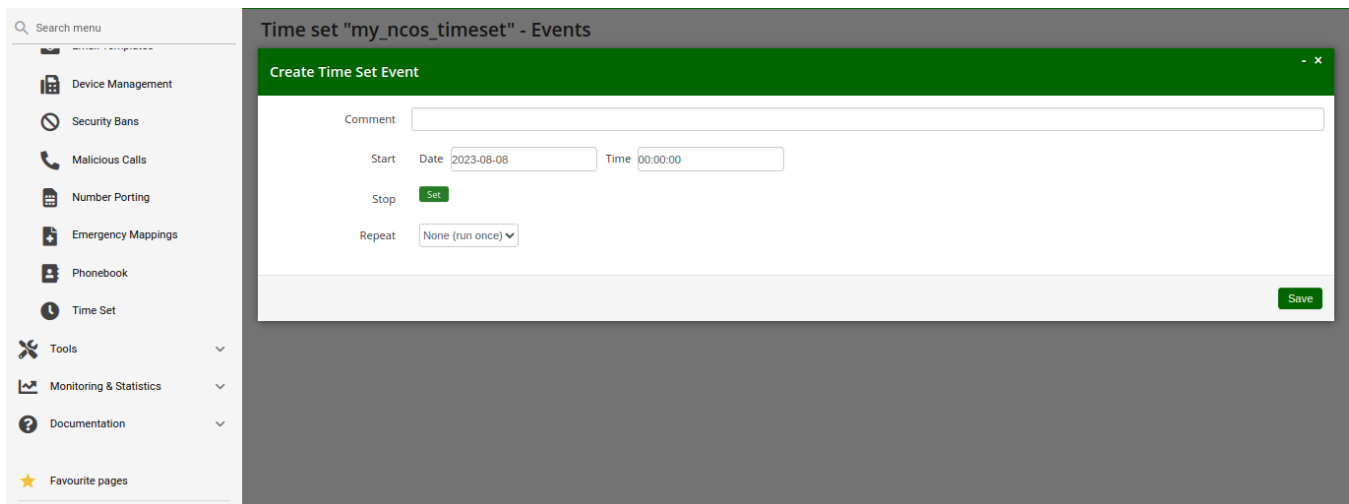 Search menu
Device Management
Security Bans
Malicious Calls
Number Porting
Emergency Mappings
Phonebook
Time Set
Tools
Monitoring & Statistics
Documentation
Favourite pages
Time set "my_ncos_timeset" - Events
Create Time Set Event
- x
Comment
Start Date 2023-08-08 Time 00:00:00
Stop Set
Repeat None (run once)
Save